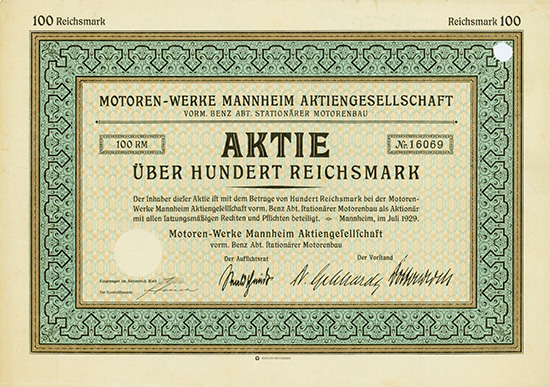 100 Reichsmark
Reichsmark 100
MOTOREN-WERKE MANNHEIM AKTIENGESELLSCHAFT
VORM. BENZ ABT. STATIONÄRER MOTORENBAU
100 RM
№ 16069
AKTIE
ÜBER HUNDERT REICHSMARK
Der Inhaber dieser Aktie ist mit dem Betrage von Hundert Reichsmark bei der Motoren-
Werke Mannheim Aktiengesellschaft vorm. Benz Abt. Stationärer Motorenbau als Aktionär
mit allen satzungsmäßigen Rechten und Pflichten beteiligt. Mannheim, im Juli 1929.
Motoren-Werke Mannheim Aktiengesellschaft
vorm. Benz Abt. Stationärer Motorenbau
Der Aufsichtsrat
Der Vorstand
Der Kontrollbeamte: